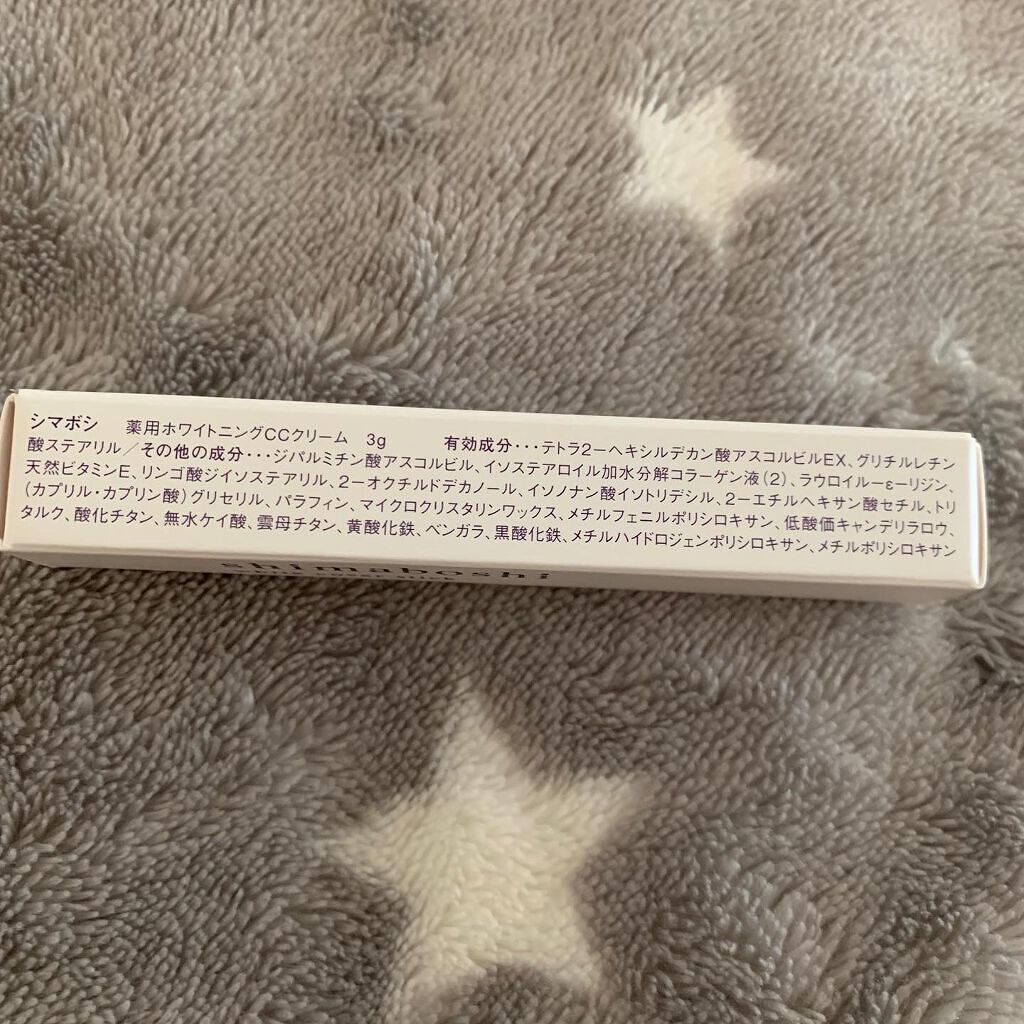 シマボシ 薬用ホワイトニングCCクリーム 3g 有効成分･･･テトラ2ーヘキシルデカン酸アスコルビルEX、グリチルレチン
酸ステアリル／その他の成分･･･ジパルミチン酸アスコルビル、イソステアロイル加水分解コラーゲン液(2)、ラウロイルーεーリジン、
天然ビタミンE、リンゴ酸ジイソステアリル、2ーオクチルドデカノール、イソノナン酸イソトリデシル、2ーエチルヘキサン酸セチル、トリ
(カプリル・カプリン酸)グリセリル、パラフィン、マイクロクリスタリンワックス、メチルフェニルポリシロキサン、低酸価キャンデリラロウ、
タルク、酸化チタン、無水ケイ酸、雲母チタン、黄酸化鉄、ベンガラ、黒酸化鉄、メチルハイドロジェンポリシロキサン、メチルポリシロキサン
shimaboshi